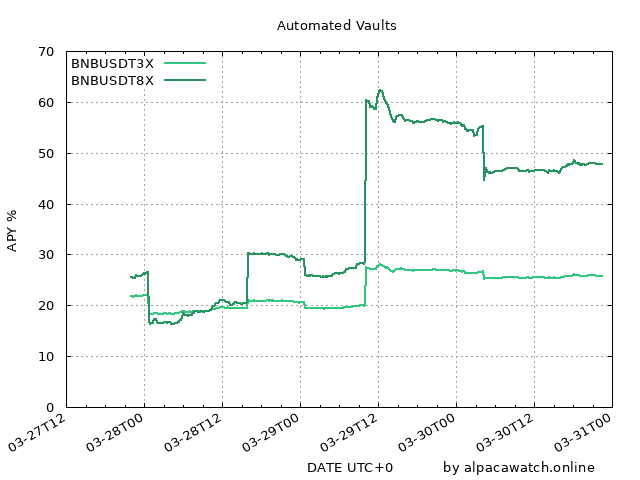 Automated Vaults
BNBUSDT3X
BNBUSDT8X
70
60
50
40
30
20
10
0
APY %
03-27T12
03-28T00
03-28T12
03-29T00
03-29T12
03-30T00
03-30T12
03-31T00
DATE UTC+0
by alpacawatch.online